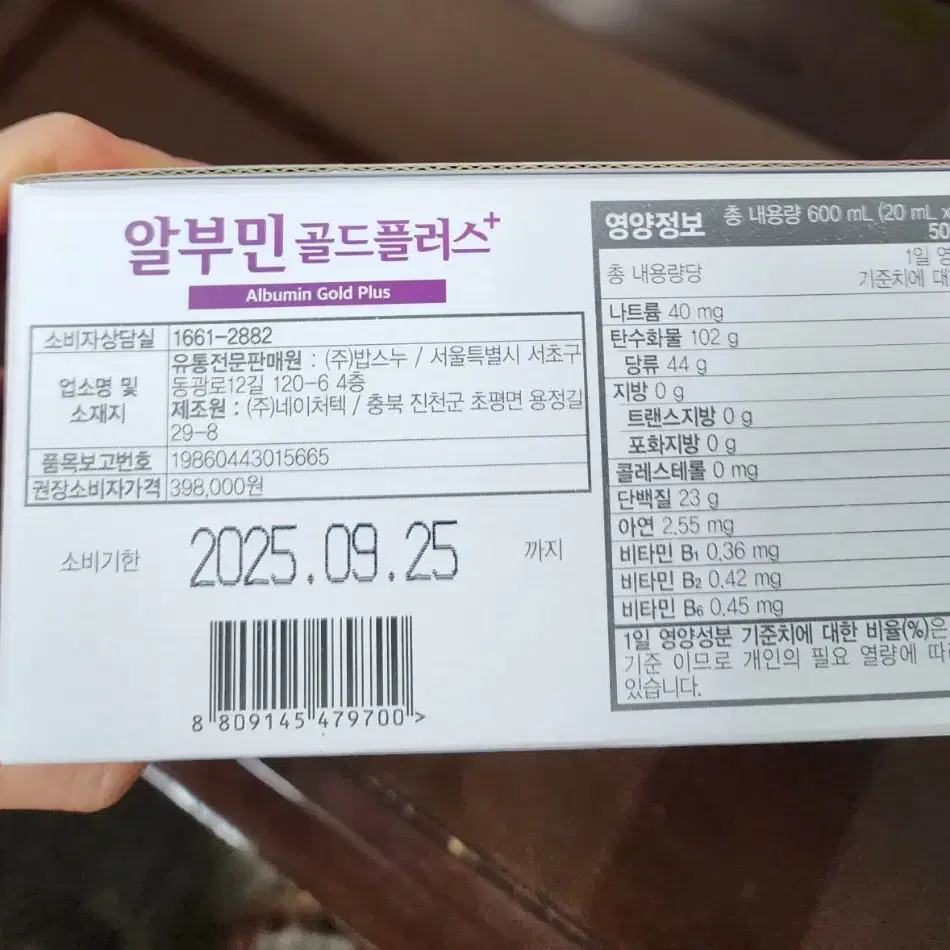 알부민 골드플러스+
Albumin Gold Plus
소비자상담실 1661-2882
업소명 및 소재지
유통전문판매원 : (주)밥스누 / 서울특별시 서초구
동광로12길 120-6 4층
제조원 : (주)네이처텍 / 충북 진천군 초평면 용정길
29-8
품목보고번호 19860443015665
권장소비자가격 398,000원
소비기한 2025.09.25 까지
8 809145 479700 >
영양정보 총 내용량 600 mL (20 mL x
50
총 내용량당
1일 영
기준치에 대
나트륨 40 mg
탄수화물 102 g
당류 44 g
지방 0 g
트랜스지방 0 g
포화지방 0 g
콜레스테롤 0 mg
단백질 23 g
아연 2.55 mg
비타민 B1 0.36 mg
비타민 B2 0.42 mg
비타민 B6 0.45 mg
1일 영양성분 기준치에 대한 비율(%)은
기준 이므로 개인의 필요 열량에 따라
있습니다.